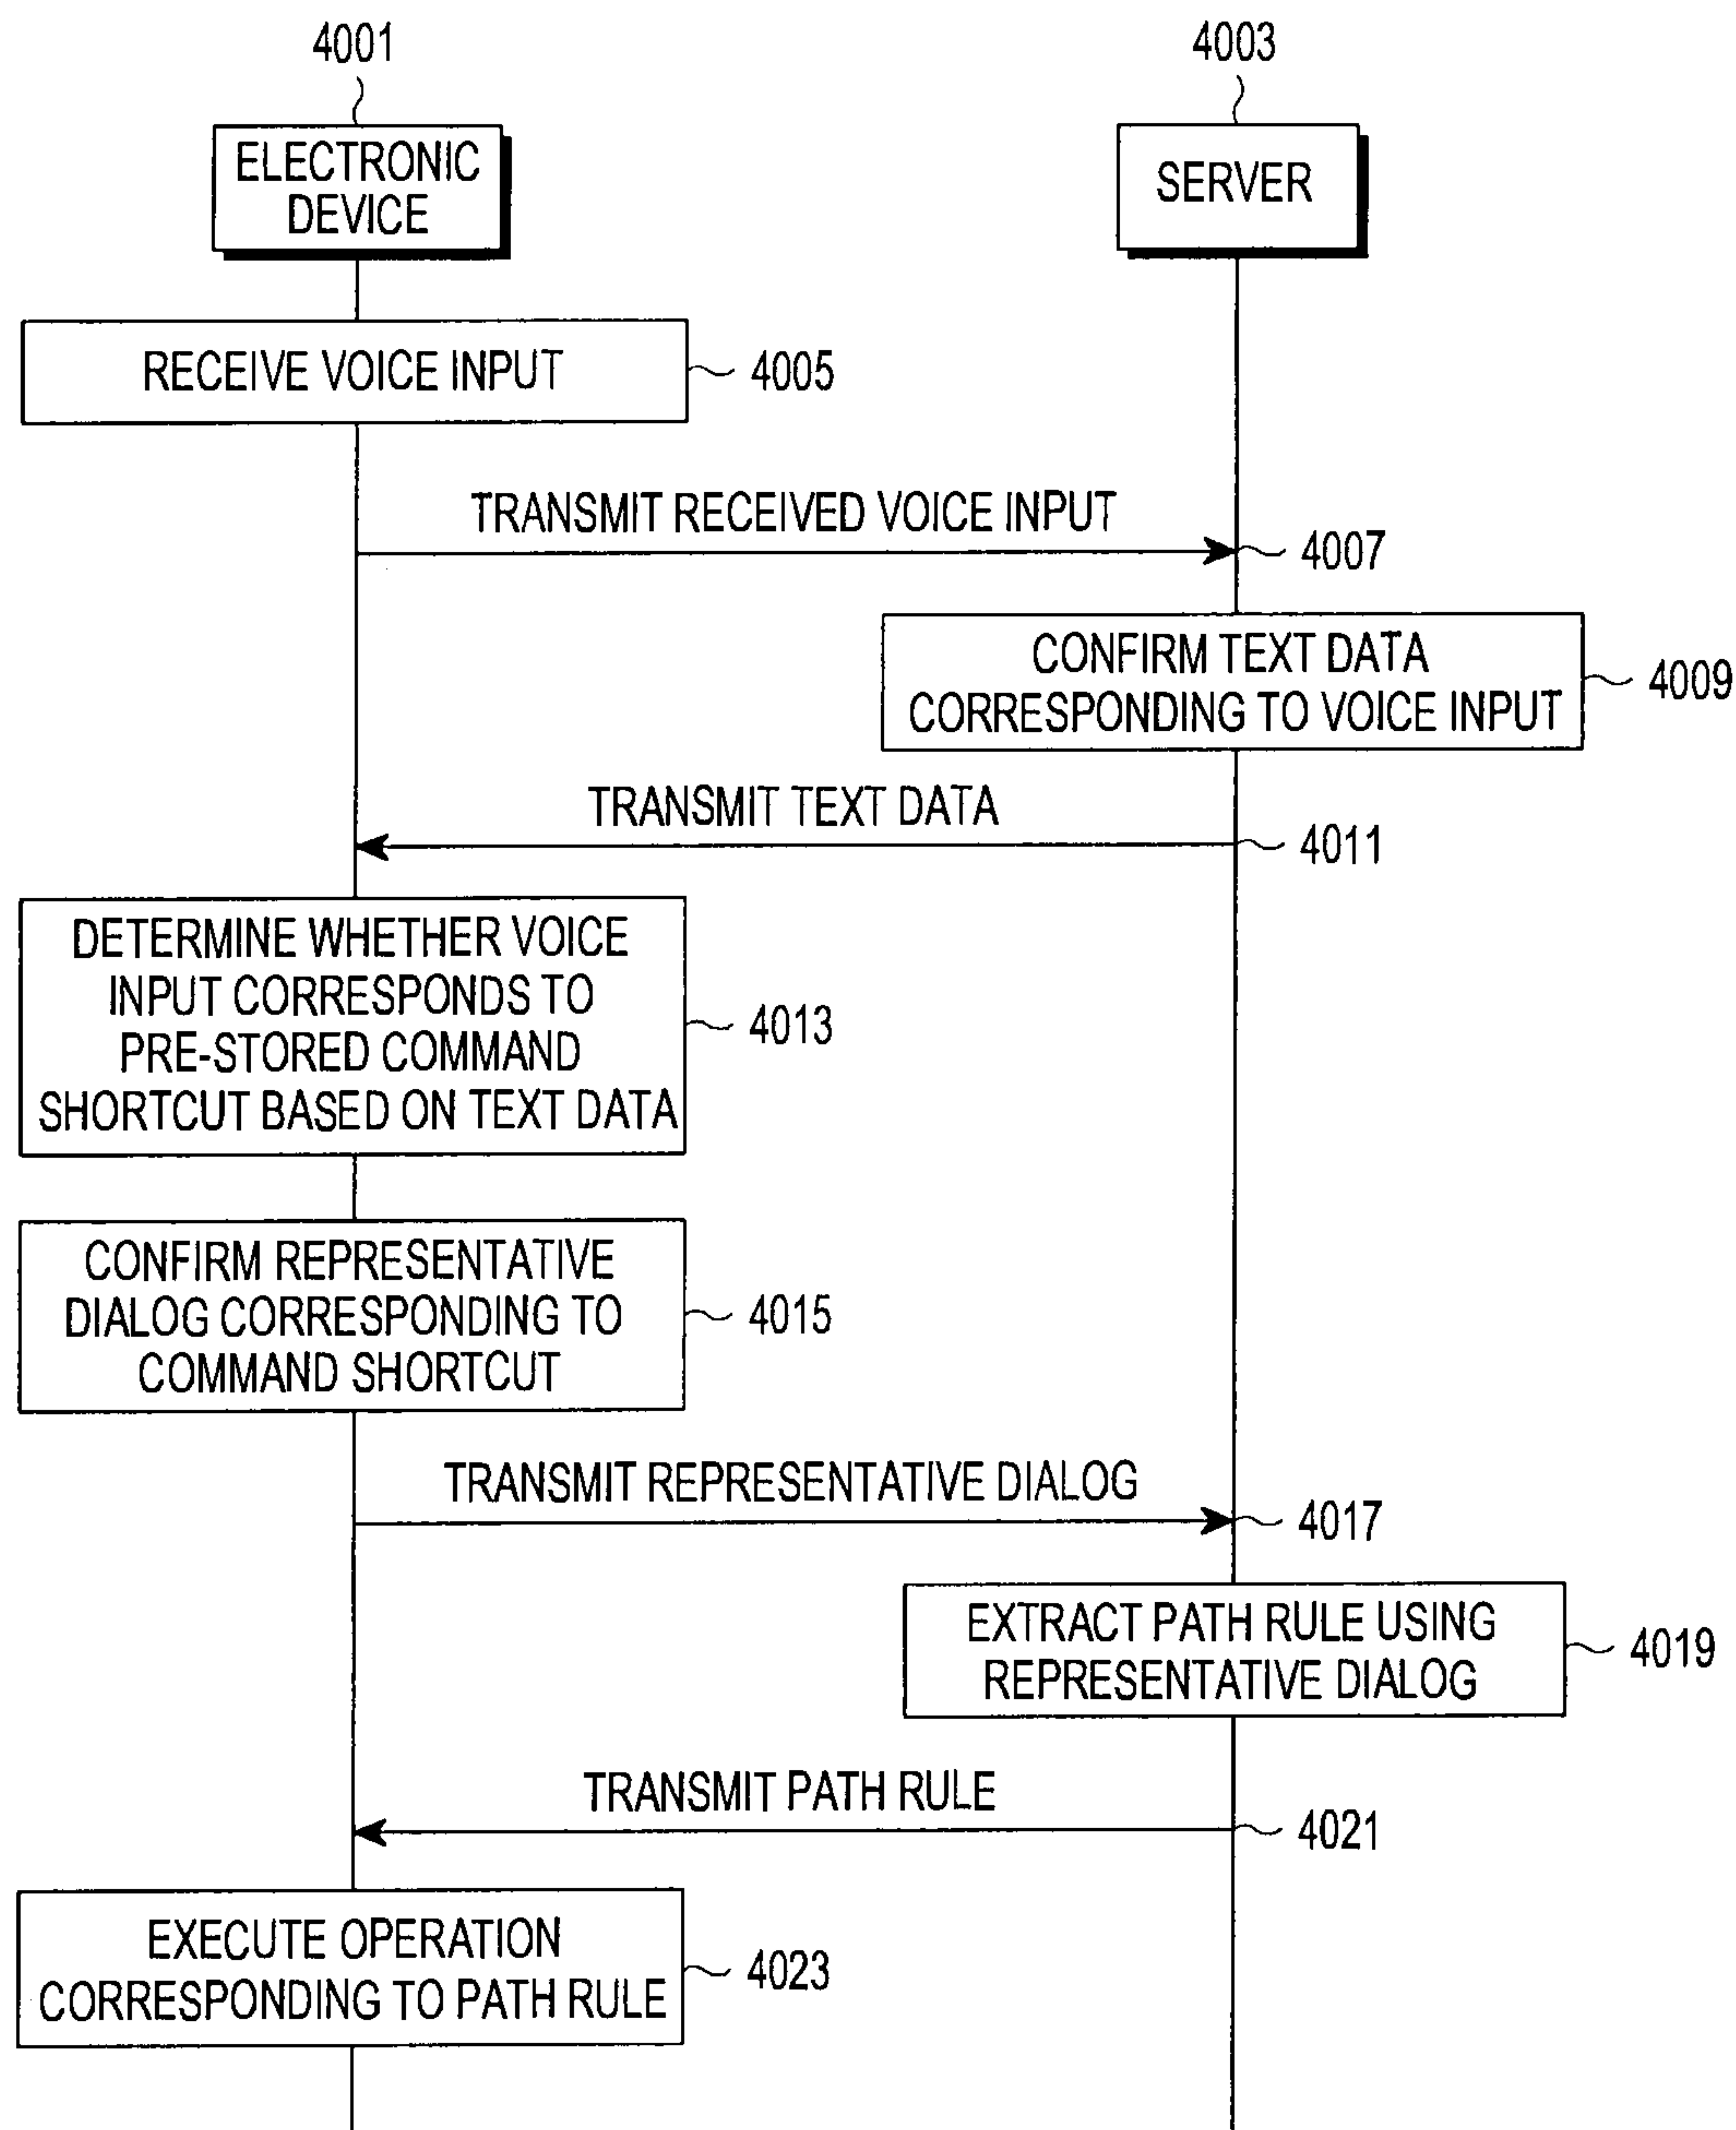 4001
4003
ELECTRONIC
DEVICE
SERVER
RECEIVE VOICE INPUT
4005
TRANSMIT RECEIVED VOICE INPUT
4007
CONFIRM TEXT DATA
CORRESPONDING TO VOICE INPUT
4009
TRANSMIT TEXT DATA
4011
DETERMINE WHETHER VOICE
INPUT CORRESPONDS TO
PRE-STORED COMMAND
SHORTCUT BASED ON TEXT DATA
4013
CONFIRM REPRESENTATIVE
DIALOG CORRESPONDING TO
COMMAND SHORTCUT
4015
TRANSMIT REPRESENTATIVE DIALOG
4017
EXTRACT PATH RULE USING
REPRESENTATIVE DIALOG
4019
TRANSMIT PATH RULE
4021
EXECUTE OPERATION
CORRESPONDING TO PATH RULE
4023